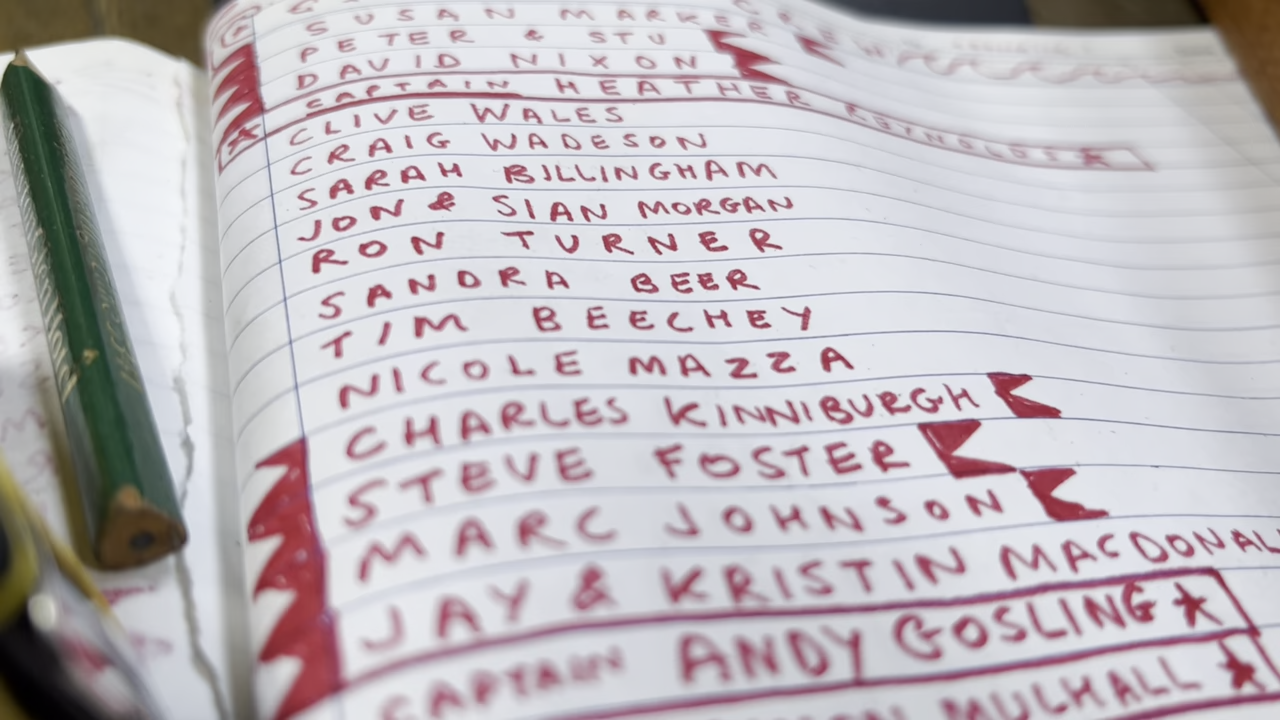 SUSAN MARKER
PETER & STU
DAVID NIXON
CAPTAIN HEATHER REYNOLDS
CLIVE WALES
CRAIG WADESON
SARAH BILLINGHAM
JON & SIAN MORGAN
RON TURNER
SANDRA BEER
TIM BEECHEY
NICOLE MAZZA
CHARLES KINNIBURGH
STEVE FOSTER
MARC JOHNSON
JAY & KRISTIN MACDONAL
CAPTAIN ANDY GOSLING
MULHALL